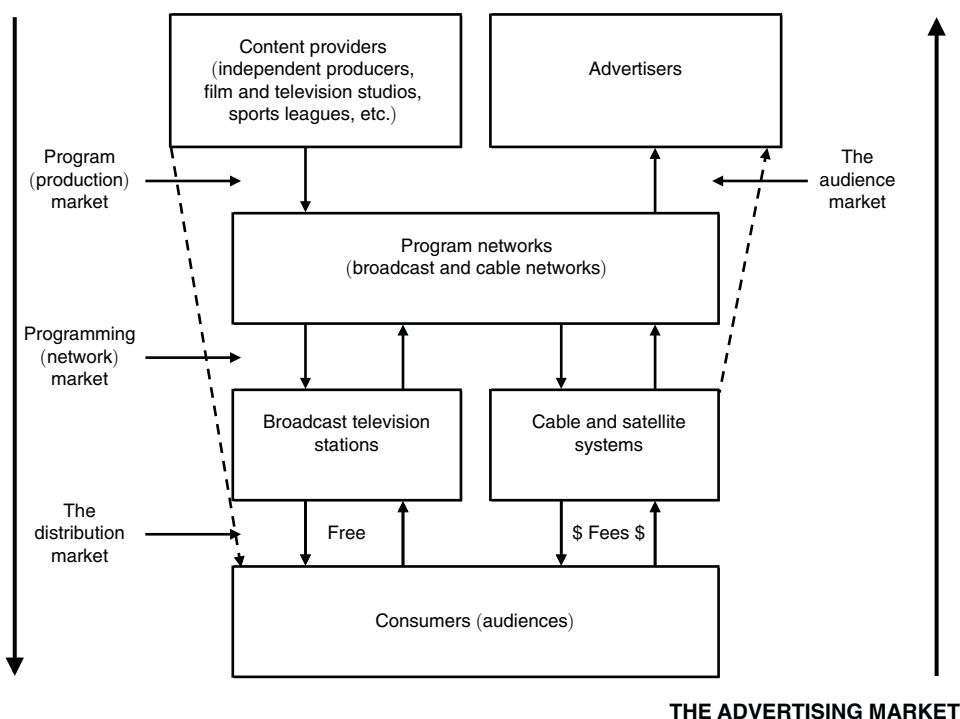 Content providers
(independent producers,
film and television studios,
sports leagues, etc.)
Advertisers
Program
(production)
market
The
audience
market
Program networks
(broadcast and cable networks)
Programming
(network)
market
Broadcast television
stations
Cable and satellite
systems
The
distribution
market
Free
$ Fees $
Consumers (audiences)
THE ADVERTISING MARKET